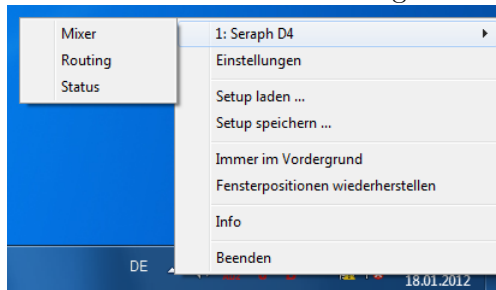 Mixer
Routing
Status
1: Seraph D4
Einstellungen
Setup laden ...
Setup speichern ...
Immer im Vordergrund
Fensterpositionen wiederherstellen
Info
Beenden
DE
18.01.2012